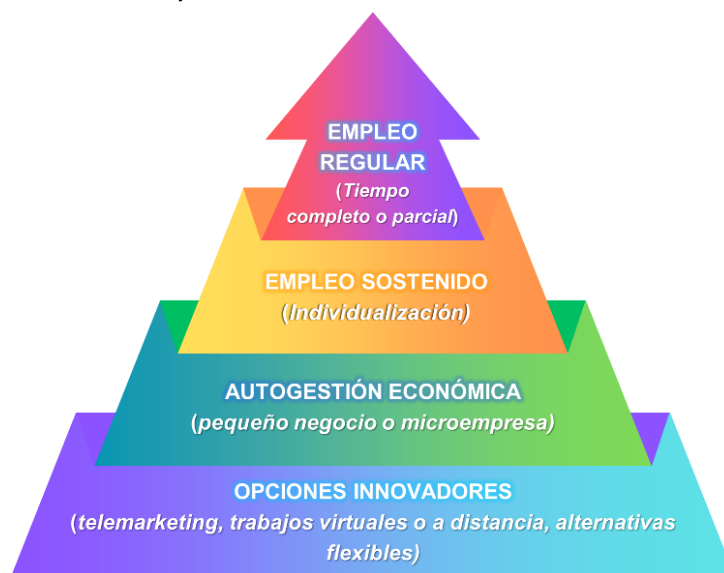 EMPLEO
REGULAR
(Tiempo
completo o parcial)
EMPLEO SOSTENIDO
(Individualización)
AUTOGESTIÓN ECONÓMICA
(pequeño negocio o microempresa)
OPCIONES INNOVADORES
(telemarketing, trabajos virtuales o a distancia, alternativas
flexibles)